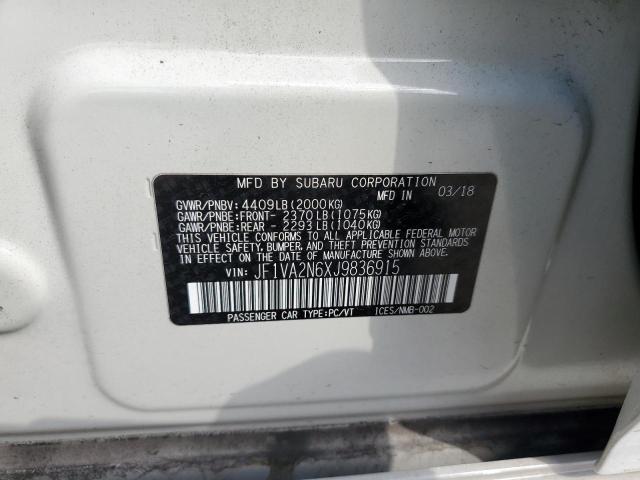 MFD BY SUBARU CORPORATION
MFD IN 03/18
GVWR/PNBV: 4409LB(2000KG)
GAWR/PNBE:FRONT- 2370LB(1075KG)
GAWR/PNBE:REAR - 2293LB(1040KG)
THIS VEHICLE CONFORMS TO ALL APPLICABLE FEDERAL MOTOR
VEHICLE SAFETY, BUMPER, AND THEFT PREVENTION STANDARDS
IN EFFECT ON THE DATE OF MANUFACTURE SHOWN ABOVE.
VIN: JF1VA2N6XJ9836915
PASSENGER CAR TYPE:PC/VT ICES/NMB-002